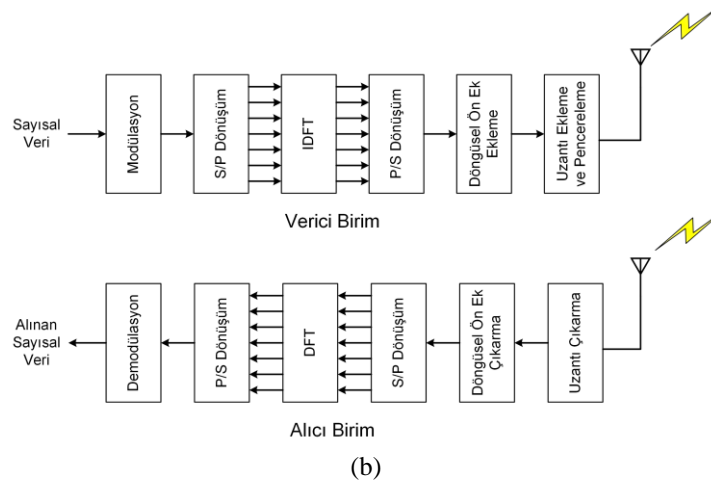 Sayısal
Veri
Modülasyon
S/P Dönüşüm
IDFT
P/S Dönüşüm
Döngüsel Ön Ek
Ekleme
Uzantı Ekleme
ve Pencereleme
Verici Birim
Alınan
Sayısal
Veri
Demodülasyon
P/S Dönüşüm
DFT
S/P Dönüşüm
Döngüsel Ön Ek
Çıkarma
Uzantı Çıkarma
Alıcı Birim
(b)